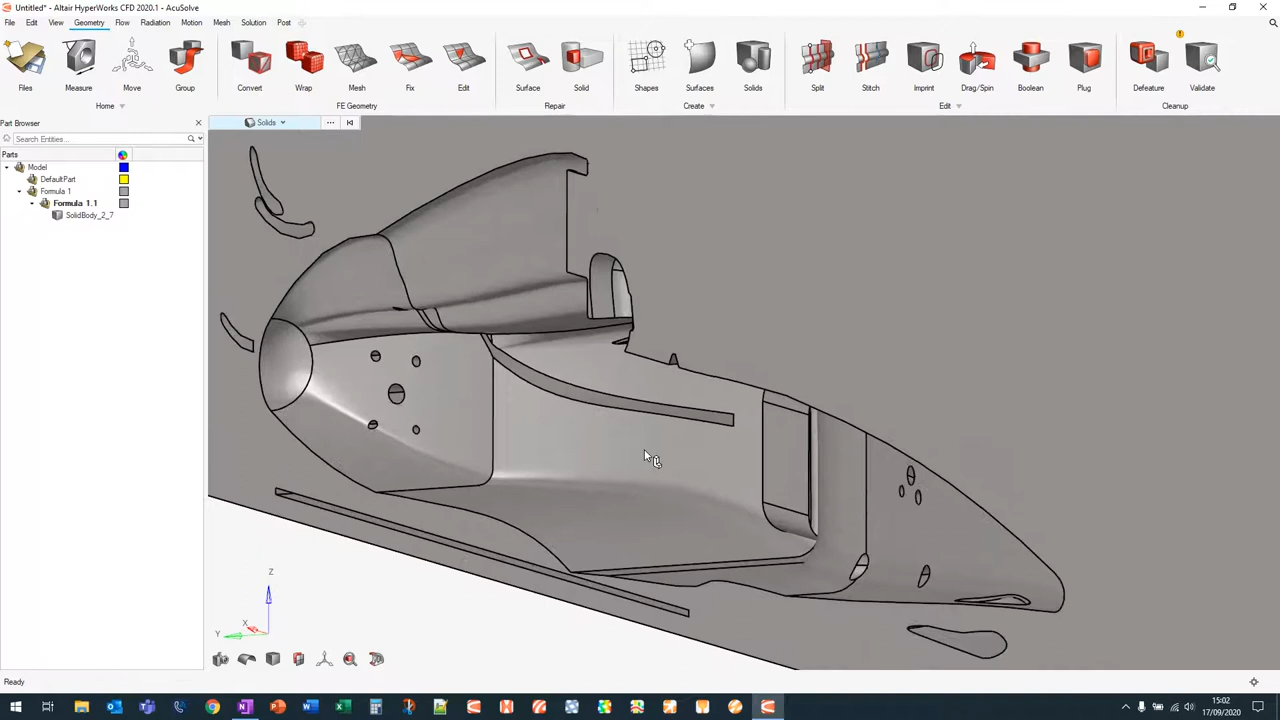 Untitled* - Altair HyperWorks CFD 2020.1 - AcuSolve
File Edit View Geometry Flow Radiation Motion Mesh Solution Post
Files Measure Move Group Convert Wrap Mesh Fix Edit Surface Solid Shapes Surfaces Solids Split Stitch Imprint Drag/Spin Boolean Plug Defeature Validate
Home FE Geometry Repair Create Edit Cleanup
Part Browser
Solids
Search Entities...
Parts
Model
DefaultPart
Formula 1
Formula 1.1
SolidBody_2_7
Z
X
Y
Ready
15:02
17/09/2020